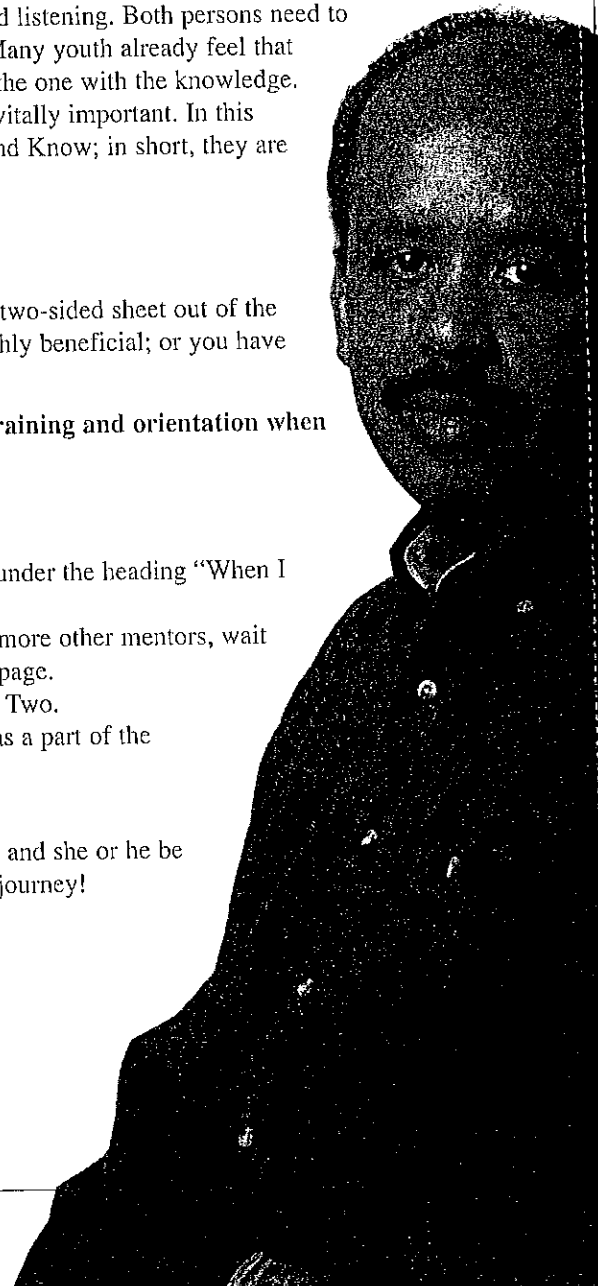 listening. Both persons need to
Many youth already feel that
the one with the knowledge.
vitally important. In this
nd Know; in short, they are
two-sided sheet out of the
hly beneficial; or you have
raining and orientation when
under the heading “When I
more other mentors, wait
page.
Two.
as a part of the
and she or he be
journey!